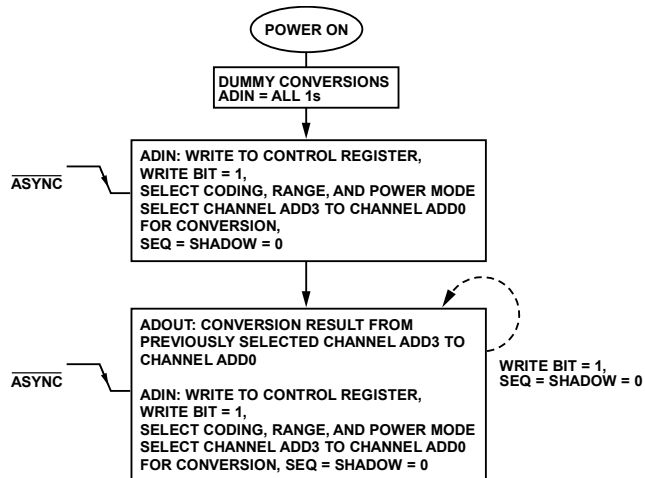 POWER ON
DUMMY CONVERSIONS
ADIN = ALL 1s
ASYNC
ADIN: WRITE TO CONTROL REGISTER,
WRITE BIT = 1,
SELECT CODING, RANGE, AND POWER MODE
SELECT CHANNEL ADD3 TO CHANNEL ADD0
FOR CONVERSION,
SEQ = SHADOW = 0
ASYNC
ADOUT: CONVERSION RESULT FROM
PREVIOUSLY SELECTED CHANNEL ADD3 TO
CHANNEL ADD0
ADIN: WRITE TO CONTROL REGISTER,
WRITE BIT = 1,
SELECT CODING, RANGE, AND POWER MODE
SELECT CHANNEL ADD3 TO CHANNEL ADD0
FOR CONVERSION, SEQ = SHADOW = 0
WRITE BIT = 1,
SEQ = SHADOW = 0